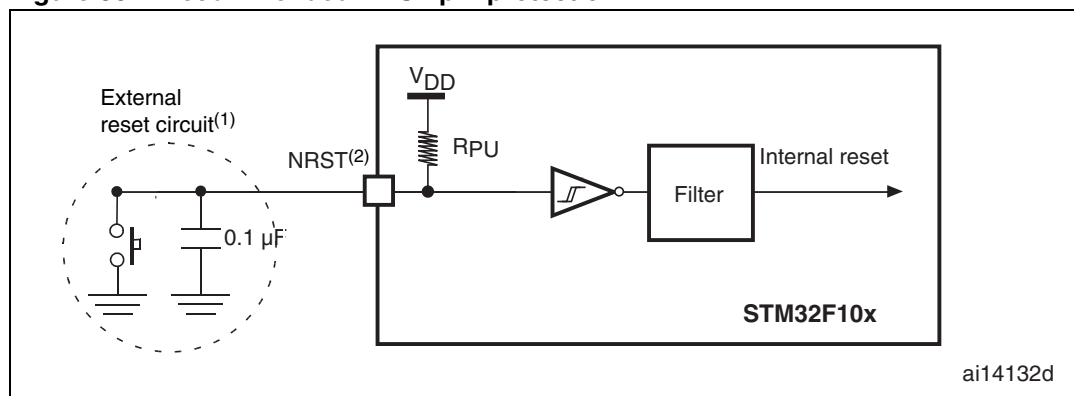 External
reset circuit(1)
VDD
RPU
NRST(2)
Internal reset
Filter
0.1 µF
STM32F10x
ai14132d